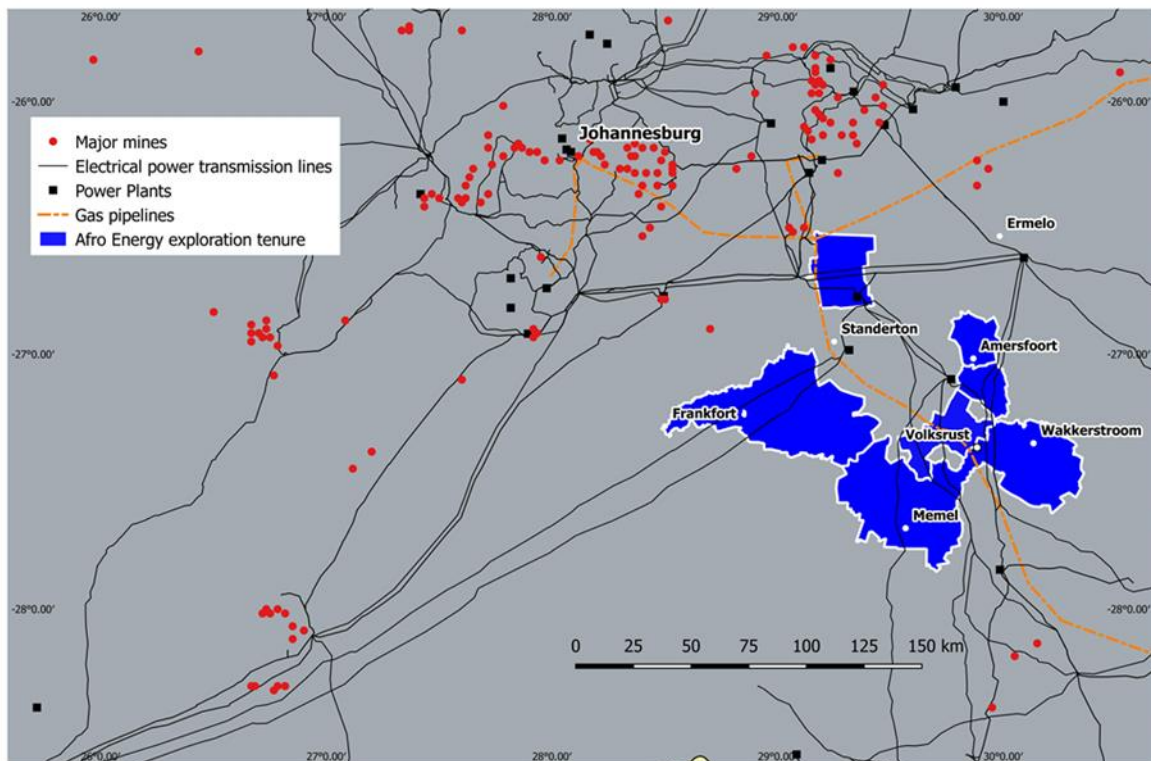 26°0.00'
27°0.00'
28°0.00'
29°0.00'
30°0.00'
-26°0.00'
-26°0.00'
Major mines
Electrical power transmission lines
Power Plants
Gas pipelines
Afro Energy exploration tenure
Johannesburg
Ermelo
Standerton
-27°0.00'
-27°0.00'
Amersfoort
Frankfort
Volksrust
Wakkerstroom
Memel
-28°0.00'
-28°0.00'
0 25 50 75 100 125 150 km
26°0.00'
27°0.00'
28°0.00'
29°0.00'
30°0.00'